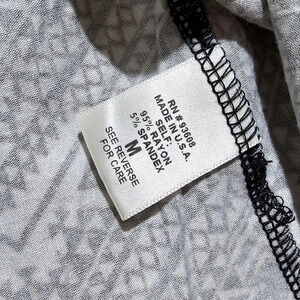 RN # 93608
MADE IN U.S.A.
SELF:
95% RAYON
5% SPANDEX
M
SEE REVERSE
FOR CARE